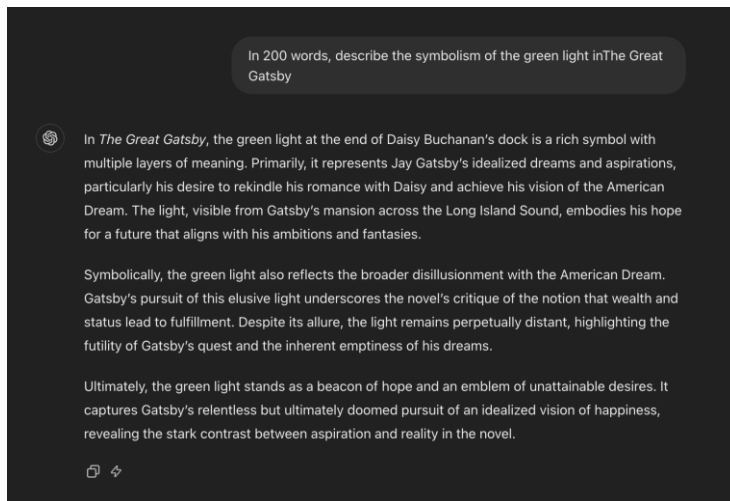 In 200 words, describe the symbolism of the green light inThe Great
Gatsby
In The Great Gatsby, the green light at the end of Daisy Buchanan's dock is a rich symbol with
multiple layers of meaning. Primarily, it represents Jay Gatsby's idealized dreams and aspirations,
particularly his desire to rekindle his romance with Daisy and achieve his vision of the American
Dream. The light, visible from Gatsby's mansion across the Long Island Sound, embodies his hope
for a future that aligns with his ambitions and fantasies.
Symbolically, the green light also reflects the broader disillusionment with the American Dream.
Gatsby's pursuit of this elusive light underscores the novel's critique of the notion that wealth and
status lead to fulfillment. Despite its allure, the light remains perpetually distant, highlighting the
futility of Gatsby's quest and the inherent emptiness of his dreams.
Ultimately, the green light stands as a beacon of hope and an emblem of unattainable desires. It
captures Gatsby's relentless but ultimately doomed pursuit of an idealized vision of happiness,
revealing the stark contrast between aspiration and reality in the novel.